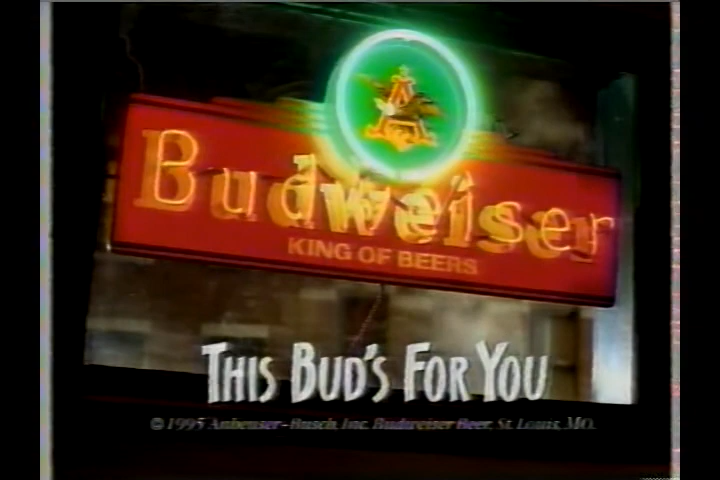 Budweiser
KING OF BEERS
THIS BUD'S FOR YOU
© 1995 Anheuser-Busch, Inc. Budweiser Beer, St. Louis, MO.